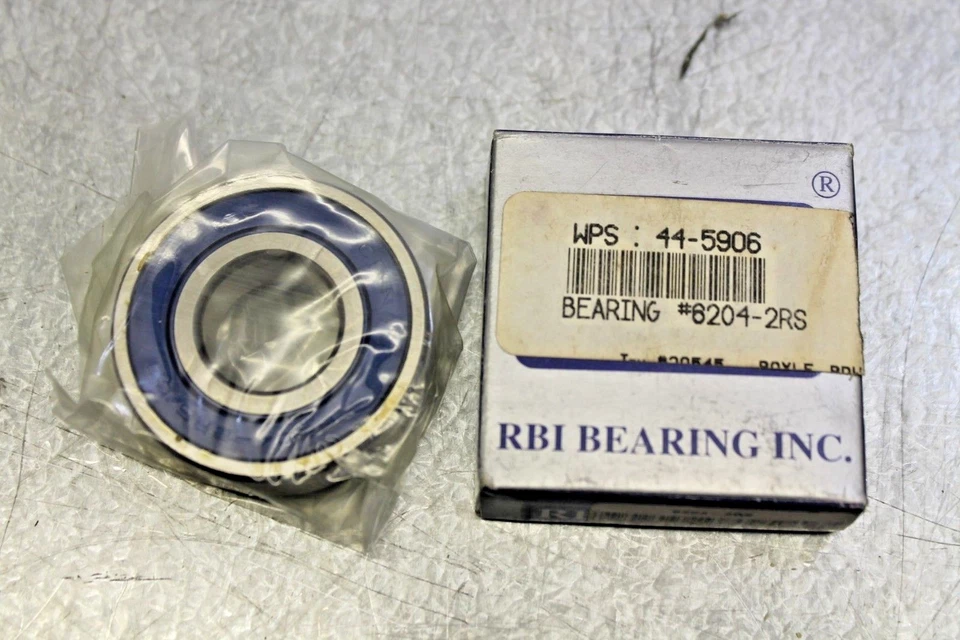 ®
WPS : 44-5906
BEARING #6204-2RS
RBI BEARING INC.